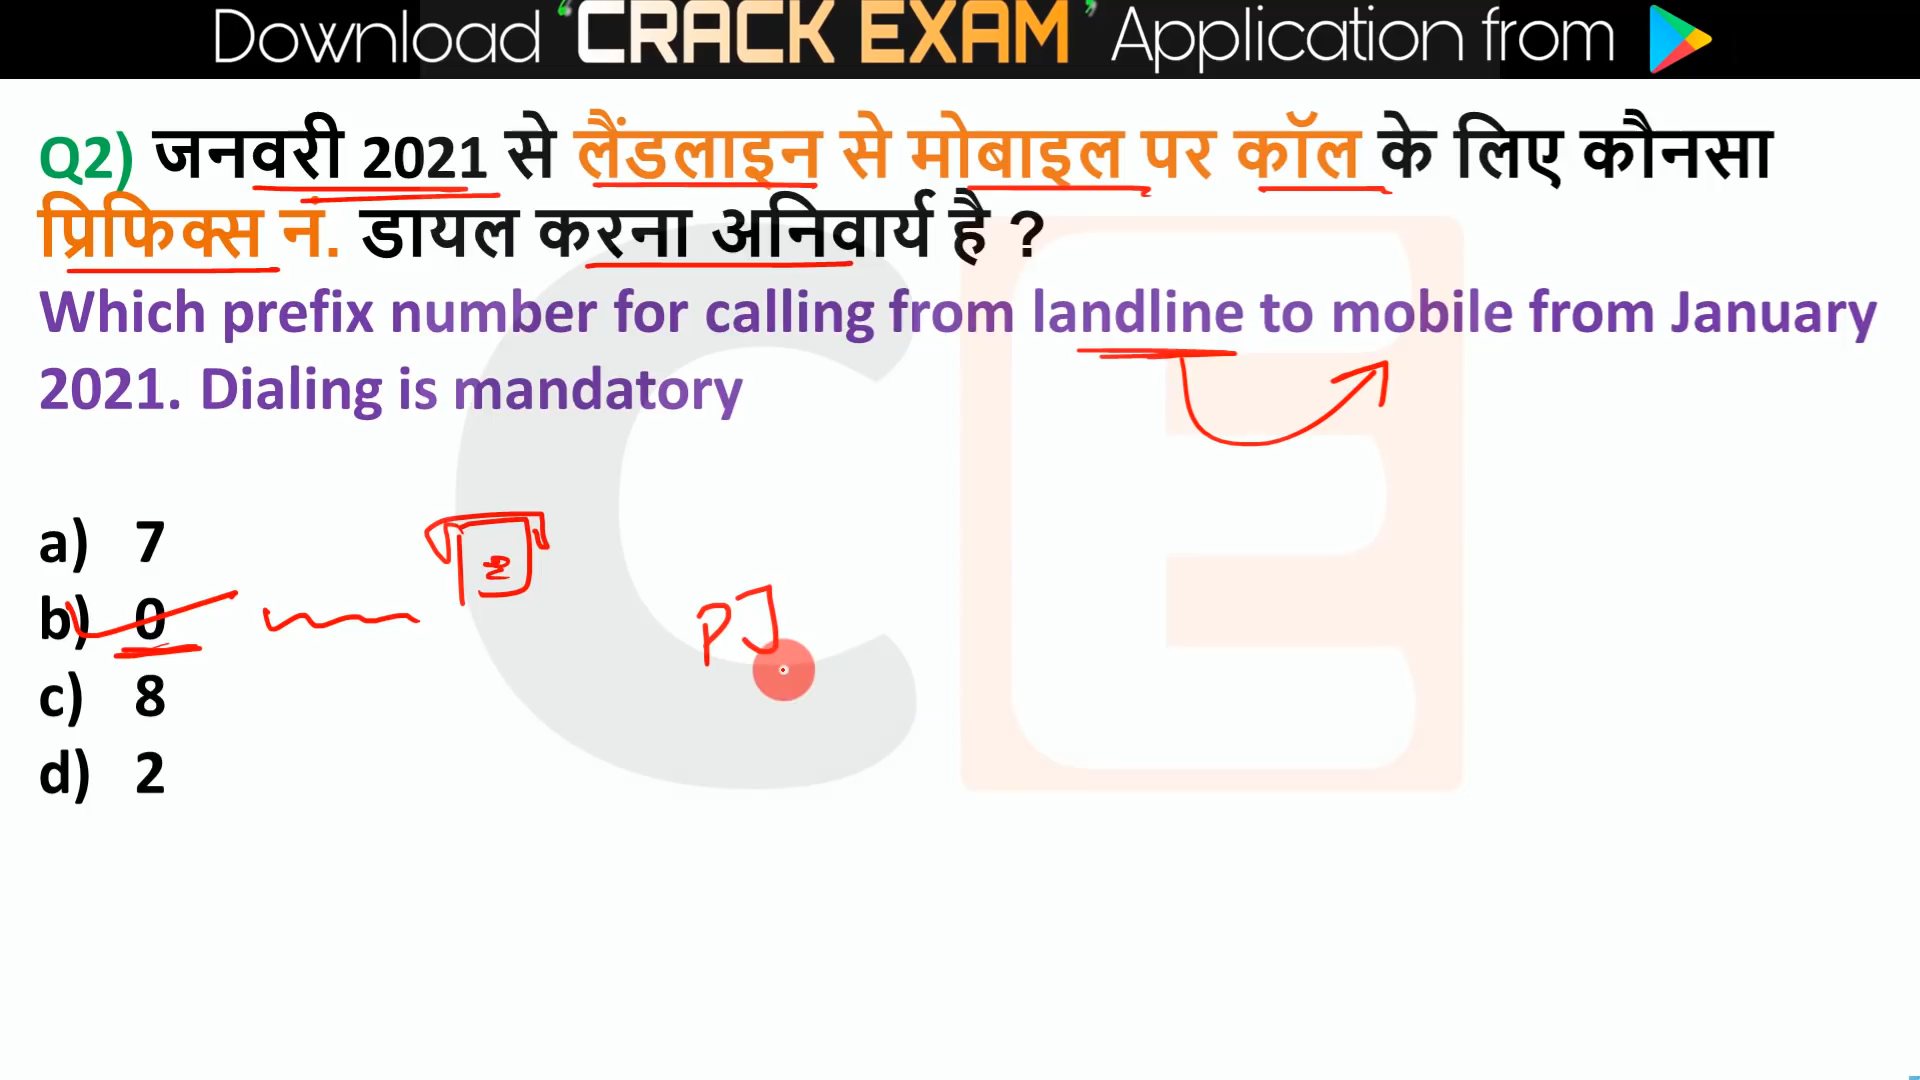 Download ‘CRACK EXAM’ Application from
Q2) जनवरी 2021 से लैंडलाइन से मोबाइल पर कॉल के लिए कौनसा
प्रिफिक्स न. डायल करना अनिवार्य है ?
Which prefix number for calling from landline to mobile from January
2021. Dialing is mandatory
a) 7
b) 0
c) 8
d) 2
PJ